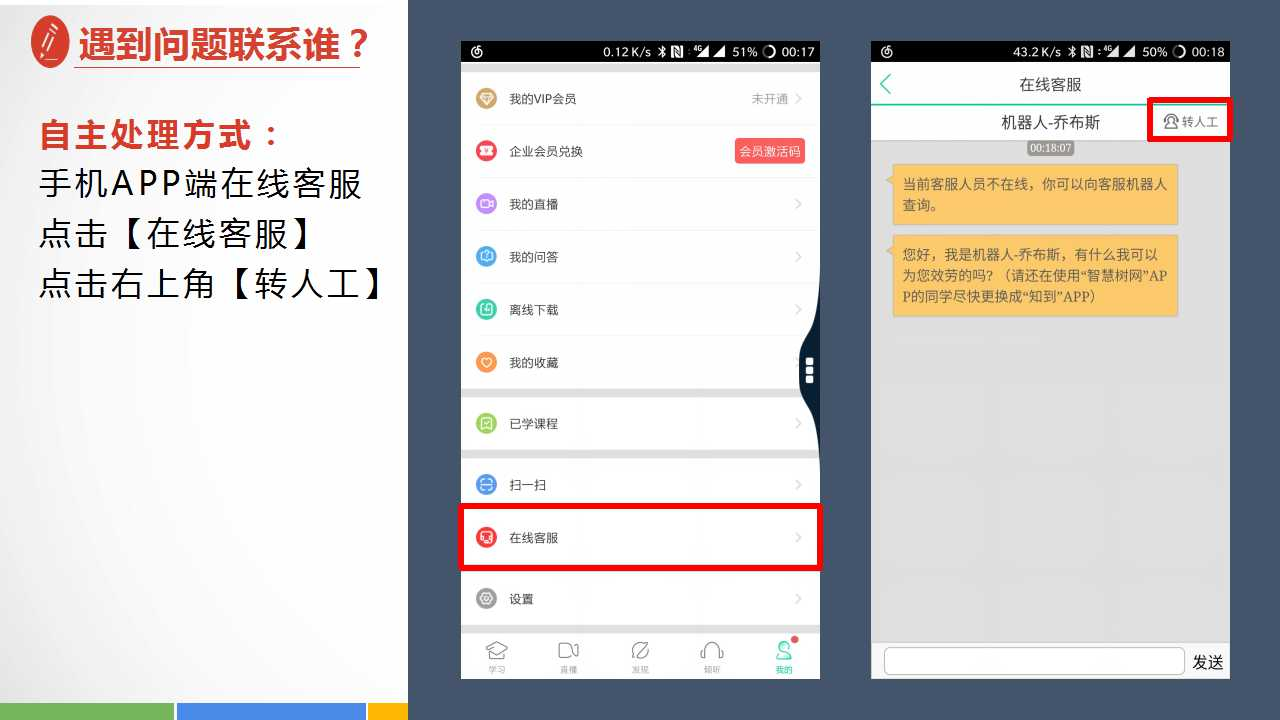 遇到问题联系谁？
自主处理方式：
手机APP端在线客服
点击【在线客服】
点击右上角【转人工】
0.12 K/s 4G 51% 00:17
我的VIP会员 未开通
企业会员兑换 会员激活码
我的直播
我的问答
离线下载
我的收藏
已学课程
扫一扫
在线客服
设置
学习 直播 发现 倾听 我的
43.2 K/s 4G 50% 00:18
在线客服
机器人-乔布斯 转人工
00:18:07
当前客服人员不在线，你可以向客服机器人
查询。
您好，我是机器人-乔布斯，有什么我可以
为您效劳的吗？（请还在使用“智慧树网”AP
P的同学尽快更换成“知到”APP）
发送